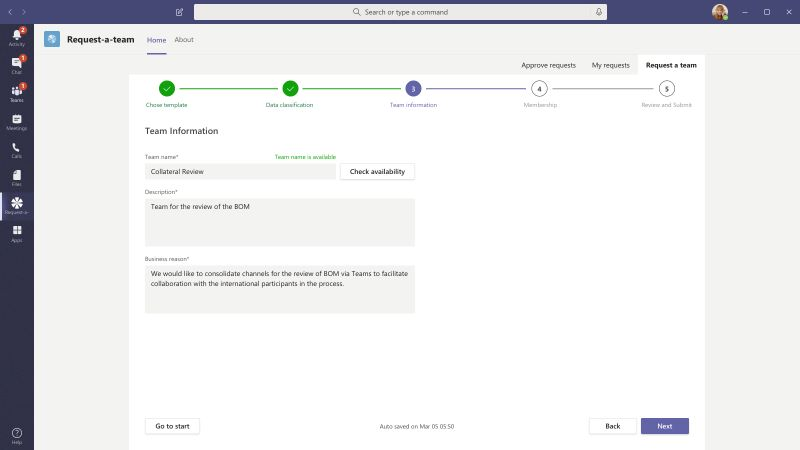 Search or type a command
2
Activity
1
Chat
1
Teams
Meetings
Calls
Files
Request-a-
Apps
Help
Request-a-team
Home
About
Approve requests
My requests
Request a team
3
4
5
Chose template
Data classification
Team information
Membership
Review and Submit
Team Information
Team name*
Team name is available
Collateral Review
Check availability
Description*
Team for the review of the BOM
Business reason*
We would like to consolidate channels for the review of BOM via Teams to facilitate
collaboration with the international participants in the process.
Go to start
Auto saved on Mar 05 05:50
Back
Next